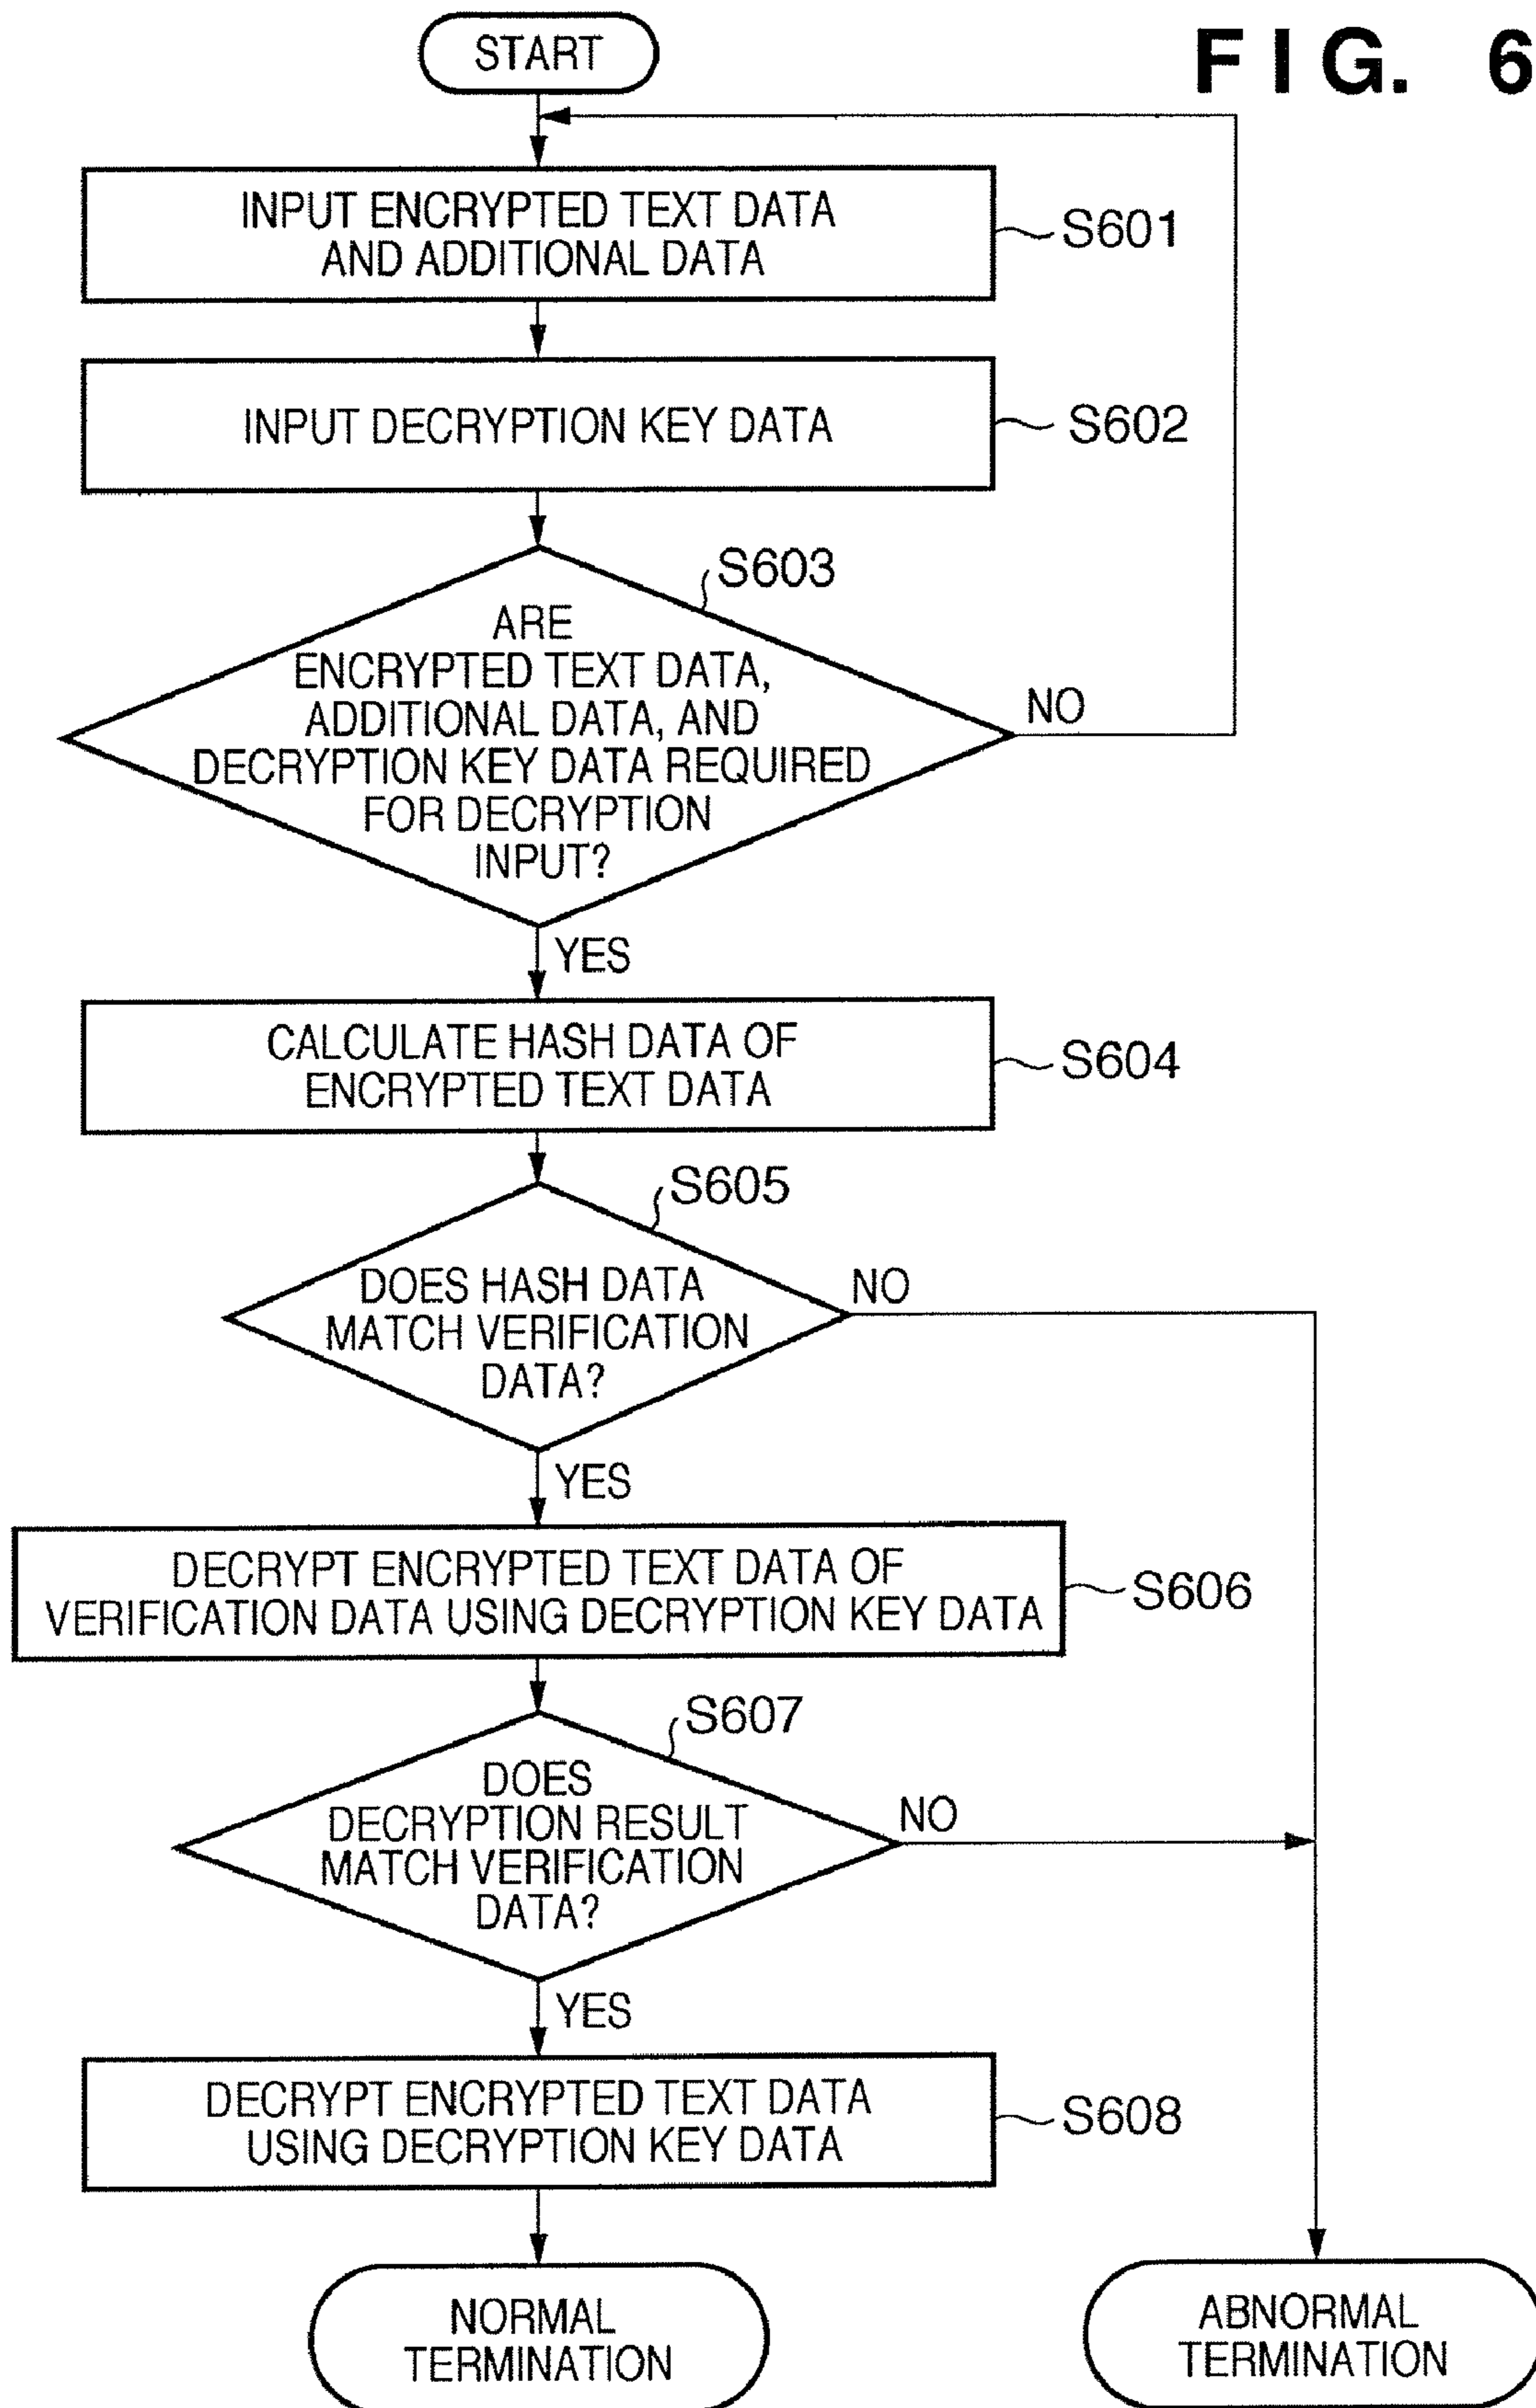 FIG. 6
START
INPUT ENCRYPTED TEXT DATA
AND ADDITIONAL DATA
S601
INPUT DECRYPTION KEY DATA
S602
S603
ARE
ENCRYPTED TEXT DATA,
ADDITIONAL DATA, AND
DECRYPTION KEY DATA REQUIRED
FOR DECRYPTION
INPUT?
NO
YES
CALCULATE HASH DATA OF
ENCRYPTED TEXT DATA
S604
S605
DOES HASH DATA
MATCH VERIFICATION
DATA?
NO
YES
DECRYPT ENCRYPTED TEXT DATA OF
VERIFICATION DATA USING DECRYPTION KEY DATA
S606
S607
DOES
DECRYPTION RESULT
MATCH VERIFICATION
DATA?
NO
YES
DECRYPT ENCRYPTED TEXT DATA
USING DECRYPTION KEY DATA
S608
NORMAL
TERMINATION
ABNORMAL
TERMINATION